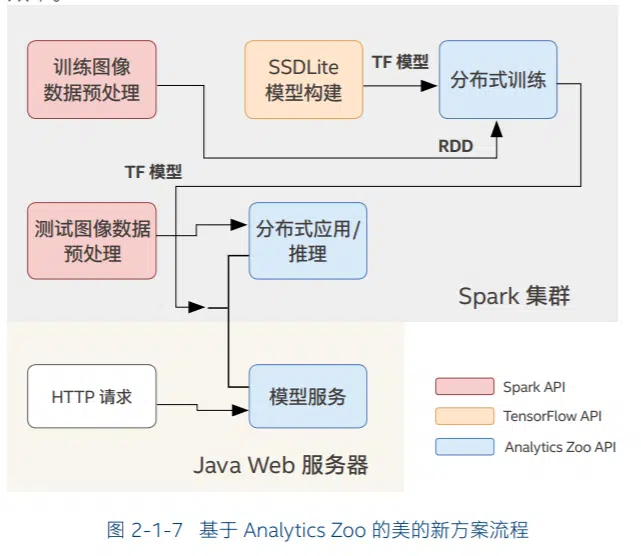 训练图像
数据预处理
SSDLite
模型构建
TF 模型
分布式训练
RDD
TF 模型
测试图像数据
预处理
分布式应用/
推理
Spark 集群
HTTP 请求
模型服务
Java Web 服务器
Spark API
TensorFlow API
Analytics Zoo API
图 2-1-7 基于 Analytics Zoo 的美的新方案流程